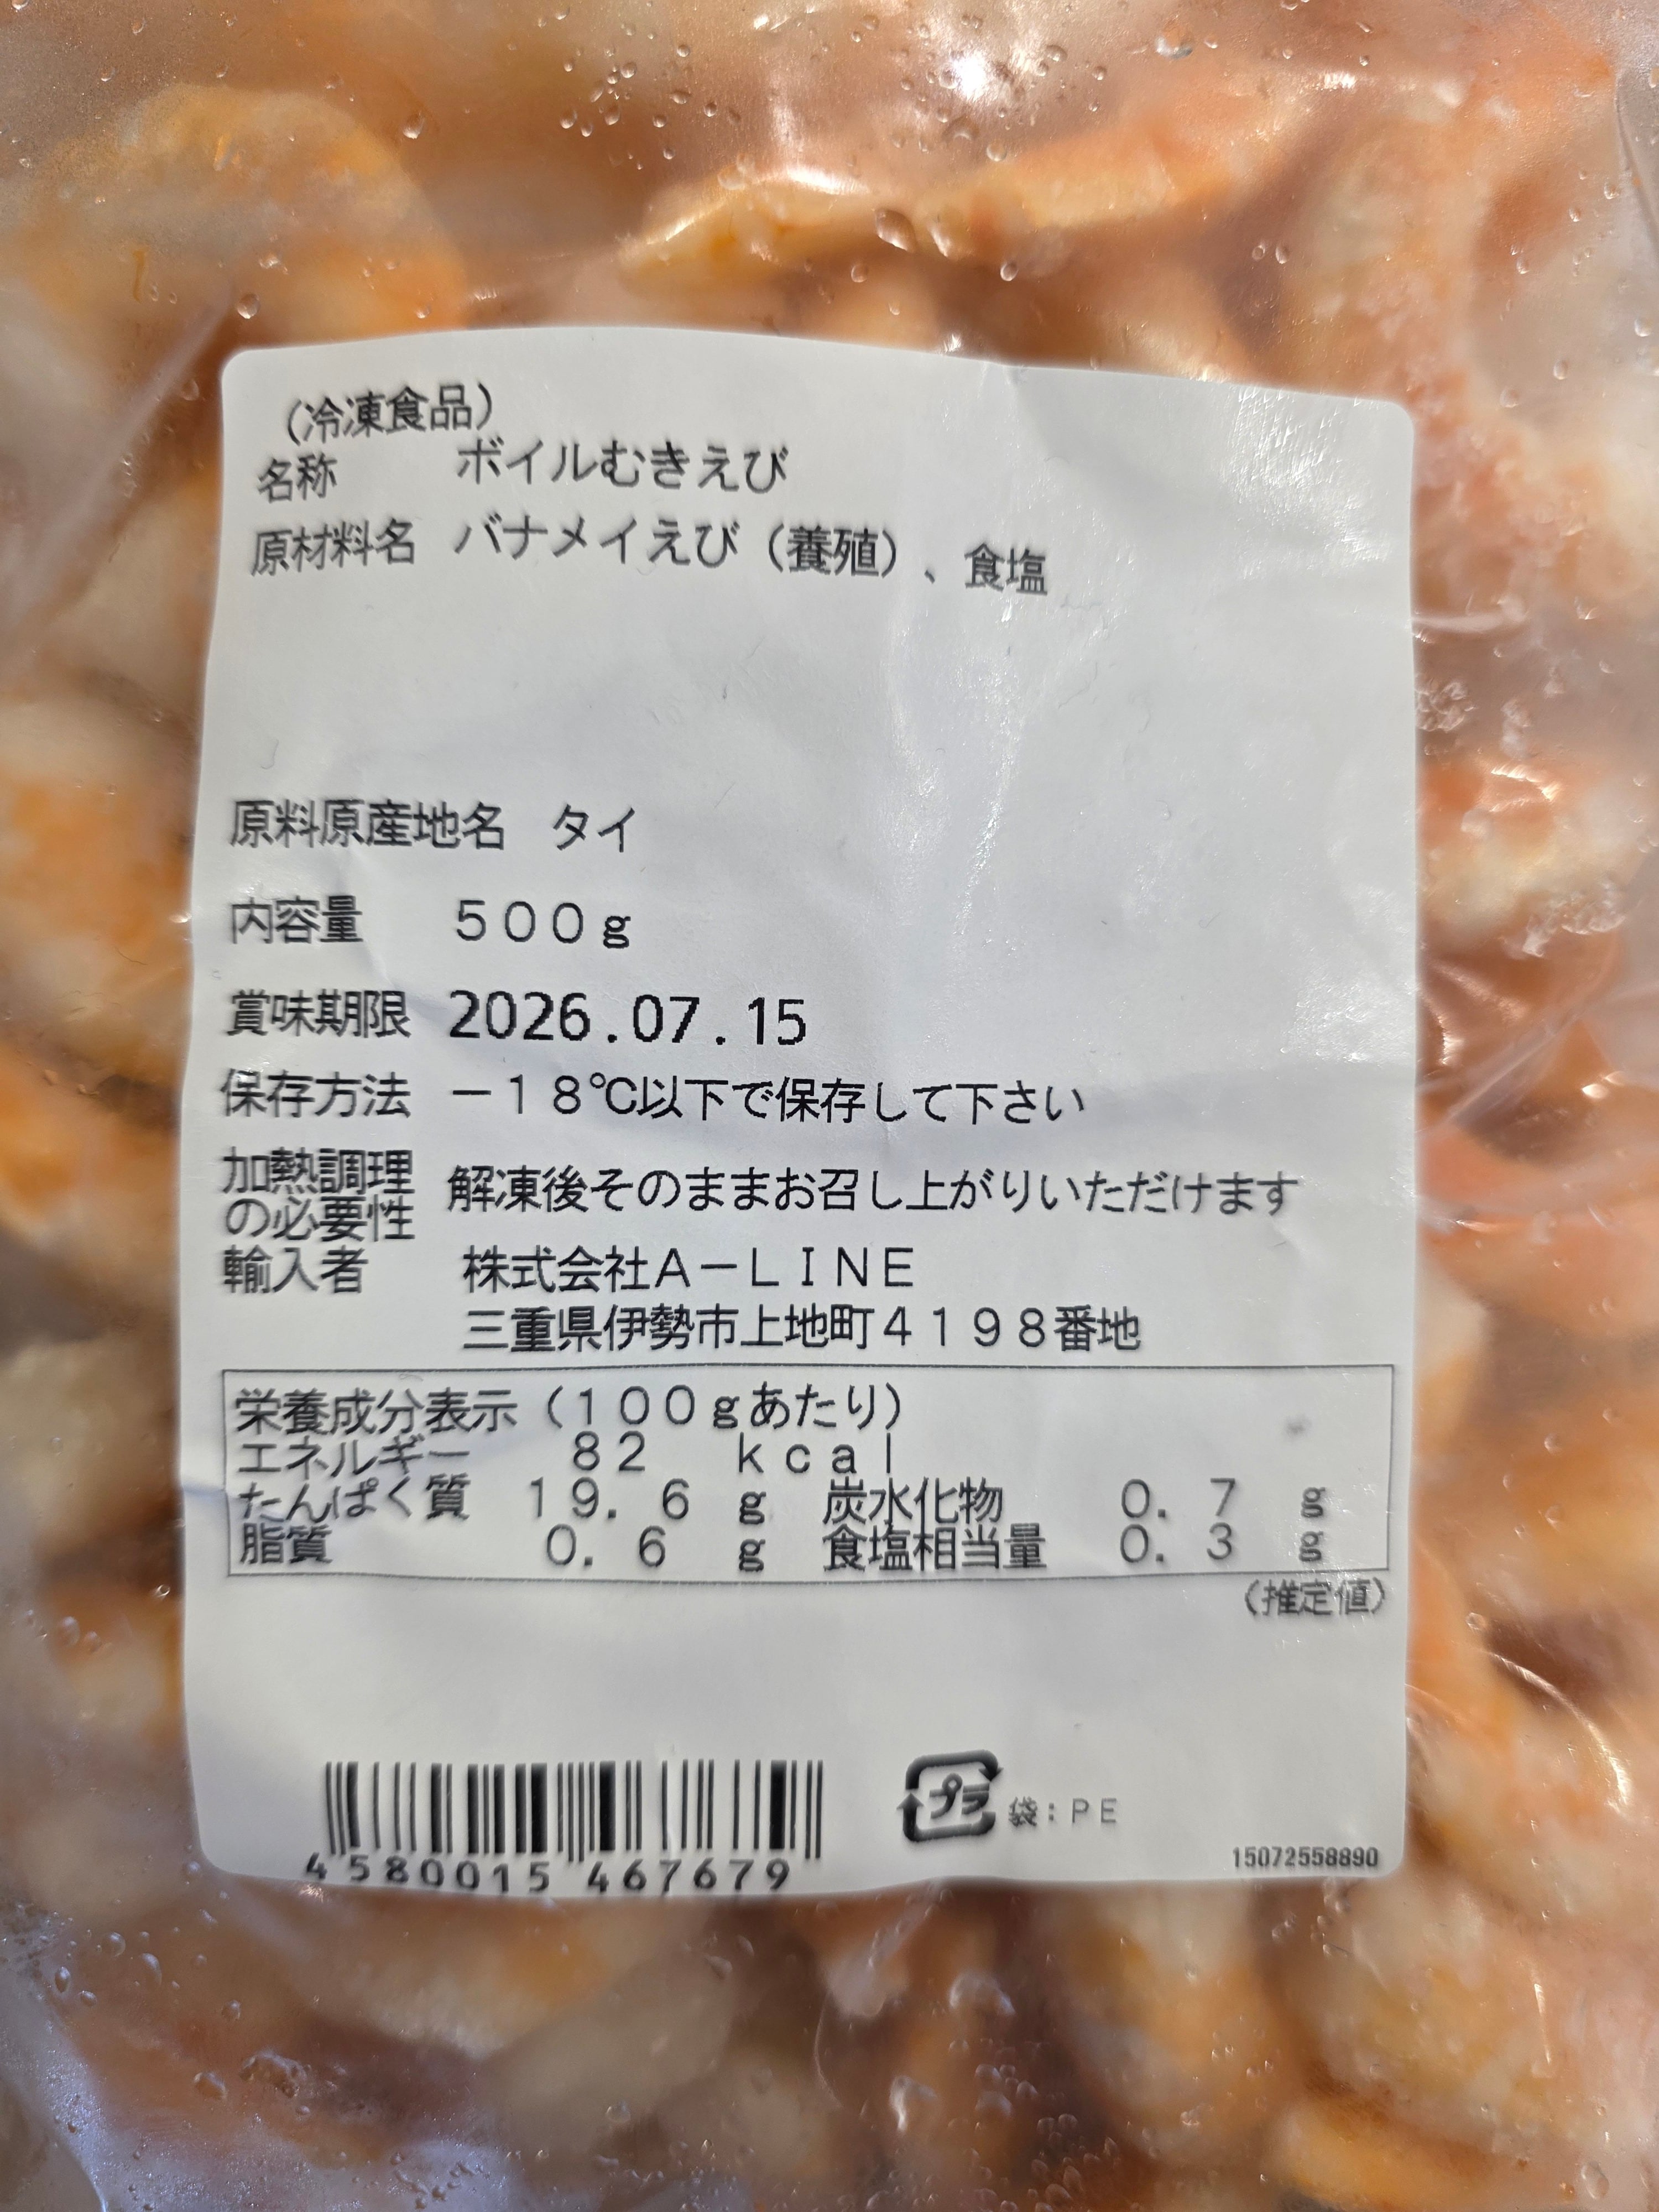 （冷凍食品）
名称 ボイルむきえび
原材料名 バナメイえび（養殖）、食塩
原料原産地名 タイ
内容量 500g
賞味期限 2026.07.15
保存方法 －18℃以下で保存して下さい
加熱調理の必要性 解凍後そのままお召し上がりいただけます
輸入者 株式会社A－LINE
三重県伊勢市上地町4198番地
栄養成分表示（100gあたり）
エネルギー 82 kcal
たんぱく質 19.6 g 炭水化物 0.7 g
脂質 0.6 g 食塩相当量 0.3 g
（推定値）
プラ 袋：PE
4580015467679
15072558890